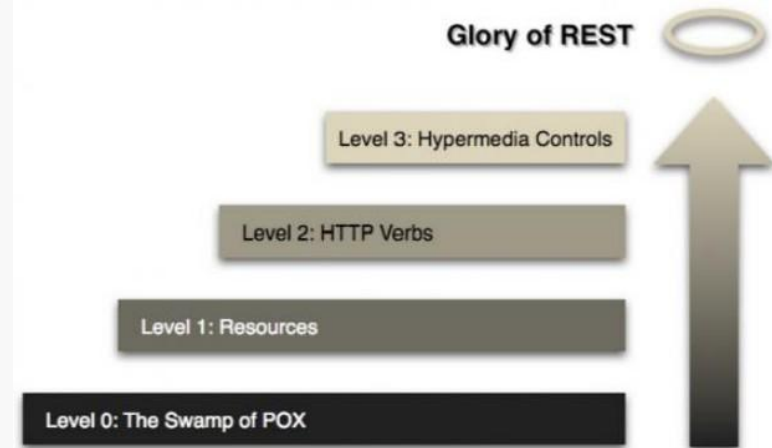 Glory of REST
Level 3: Hypermedia Controls
Level 2: HTTP Verbs
Level 1: Resources
Level 0: The Swamp of POX